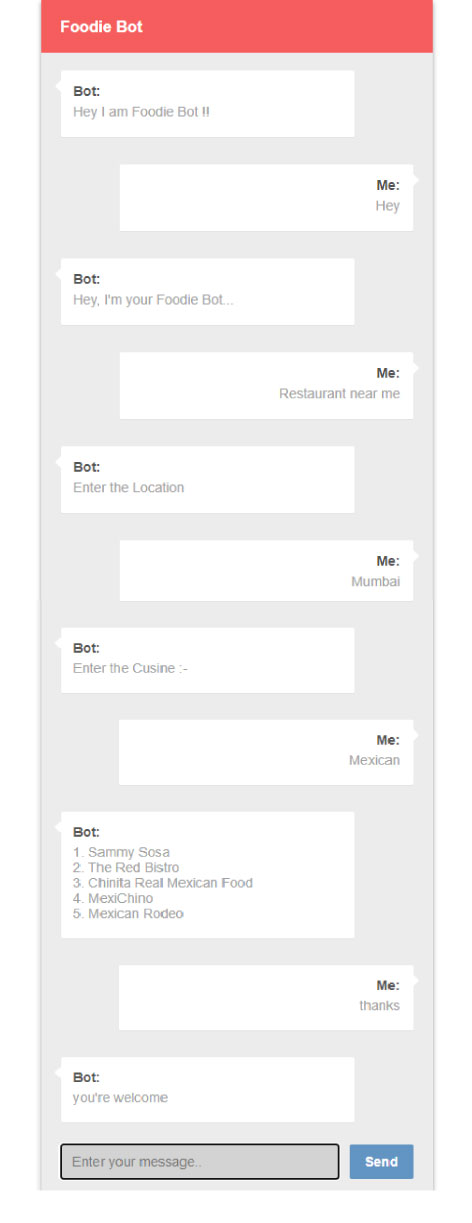 Foodie Bot
Bot:
Hey I am Foodie Bot !!
Me:
Hey
Bot:
Hey, I'm your Foodie Bot...
Me:
Restaurant near me
Bot:
Enter the Location
Me:
Mumbai
Bot:
Enter the Cusine :-
Me:
Mexican
Bot:
1. Sammy Sosa
2. The Red Bistro
3. Chinita Real Mexican Food
4. MexiChino
5. Mexican Rodeo
Me:
thanks
Bot:
you're welcome
Enter your message.. Send